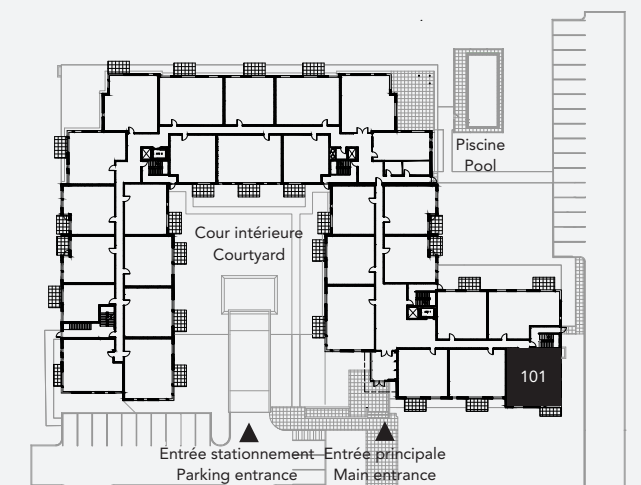 Piscine
Pool
Cour intérieure
Courtyard
101
Entrée stationnement
Parking entrance
Entrée principale
Main entrance